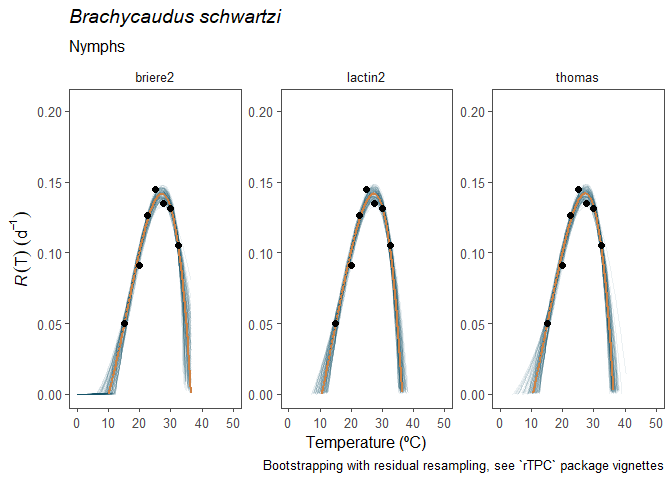 Brachycaudus schwartzi
Nymphs
briere2 lactin2 thomas
0.20
0.15
0.10
0.05
0.00
R(T) (d⁻¹)
0 10 20 30 40 50 0 10 20 30 40 50 0 10 20 30 40 50
Temperature (ºC)
Bootstrapping with residual resampling, see `rTPC` package vignettes